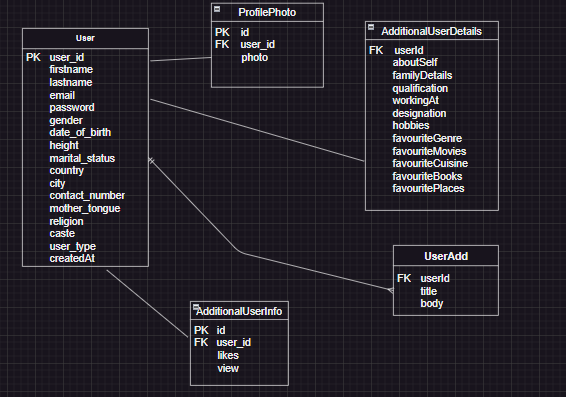 User
PK user_id
firstname
lastname
email
password
gender
date_of_birth
height
marital_status
country
city
contact_number
mother_tongue
religion
caste
user_type
createdAt
ProfilePhoto
PK id
FK user_id
photo
AdditionalUserDetails
FK userId
aboutSelf
familyDetails
qualification
workingAt
designation
hobbies
favouriteGenre
favouriteMovies
favouriteCuisine
favouriteBooks
favouritePlaces
UserAdd
FK userId
title
body
AdditionalUserInfo
PK id
FK user_id
likes
view